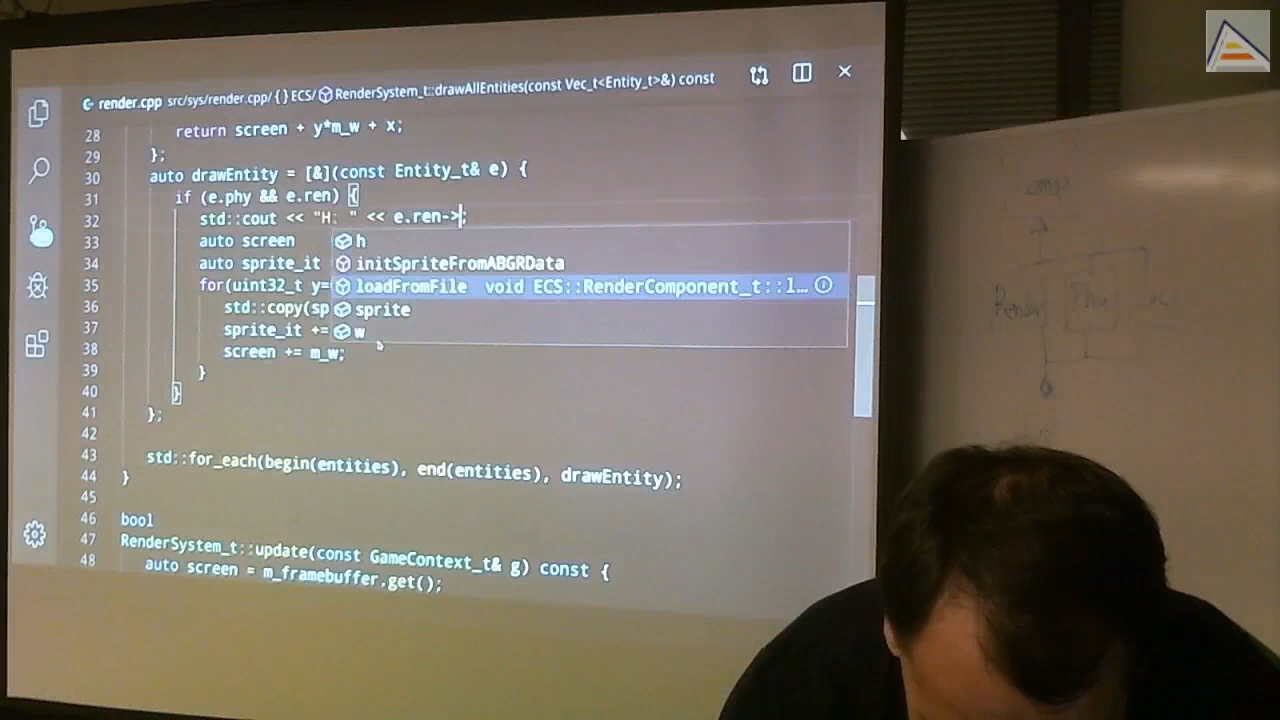 render.cpp src/sys/render.cpp/ {} ECS/ RenderSystem_t::drawAllEntities(const Vec_t<Entity_t>&) const
28 return screen + y*m_w + x;
29 };
30 auto drawEntity = [&](const Entity_t& e) {
31 if (e.phy && e.ren) {
32 std::cout << "H: " << e.ren->;
33 auto screen h
34 auto sprite_it initSpriteFromABGRData
35 for(uint32_t y= loadFromFile void ECS::RenderComponent_t::l…
36 std::copy(sp sprite
37 sprite_it += w
38 screen += m_w;
39 }
40 }
41 };
42
43 std::for_each(begin(entities), end(entities), drawEntity);
44 }
45
46 bool
47 RenderSystem_t::update(const GameContext_t& g) const {
48 auto screen = m_framebuffer.get();
Render Phy